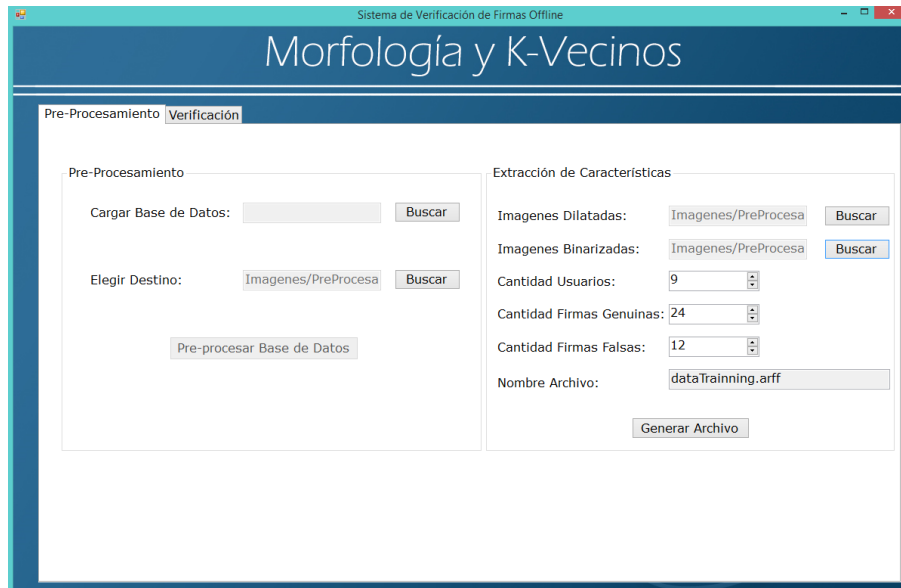 Sistema de Verificación de Firmas Offline
Morfología y K-Vecinos
Pre-Procesamiento Verificación
Pre-Procesamiento
Cargar Base de Datos: Buscar
Elegir Destino: Imagenes/PreProcesa Buscar
Pre-procesar Base de Datos
Extracción de Características
Imagenes Dilatadas: Imagenes/PreProcesa Buscar
Imagenes Binarizadas: Imagenes/PreProcesa Buscar
Cantidad Usuarios: 9
Cantidad Firmas Genuinas: 24
Cantidad Firmas Falsas: 12
Nombre Archivo: dataTrainning.arff
Generar Archivo